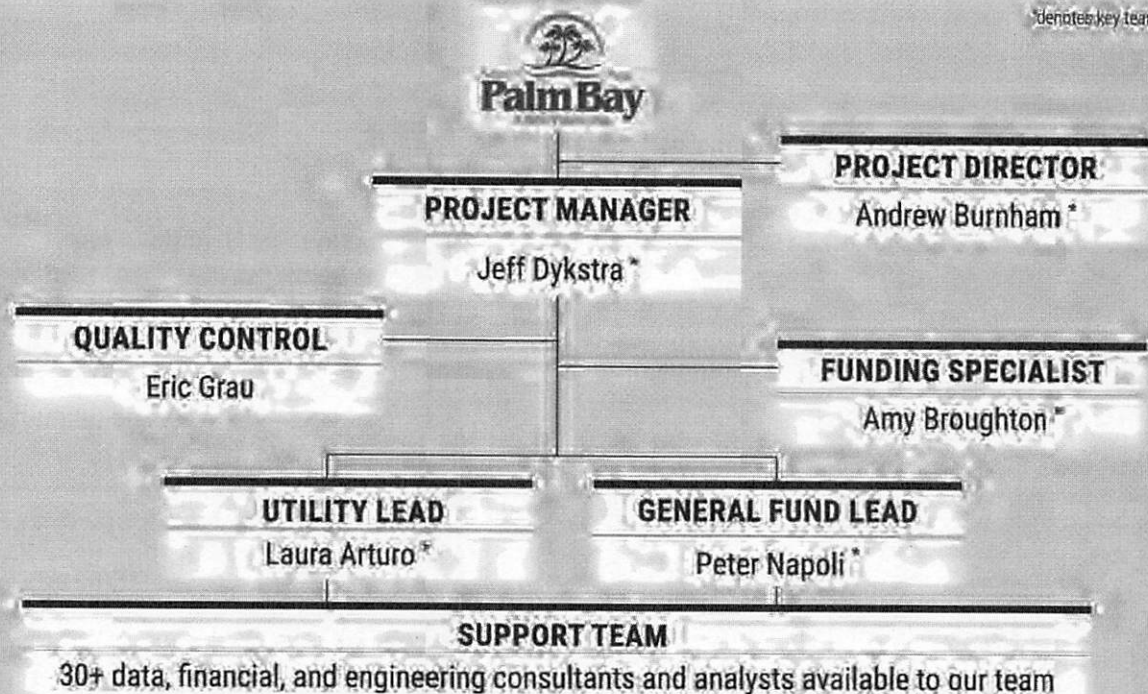 *denotes key tea
Palm Bay
PROJECT DIRECTOR
Andrew Burnham *
PROJECT MANAGER
Jeff Dykstra *
QUALITY CONTROL
Eric Grau
FUNDING SPECIALIST
Amy Broughton *
UTILITY LEAD
Laura Arturo *
GENERAL FUND LEAD
Peter Napoli *
SUPPORT TEAM
30+ data, financial, and engineering consultants and analysts available to our team